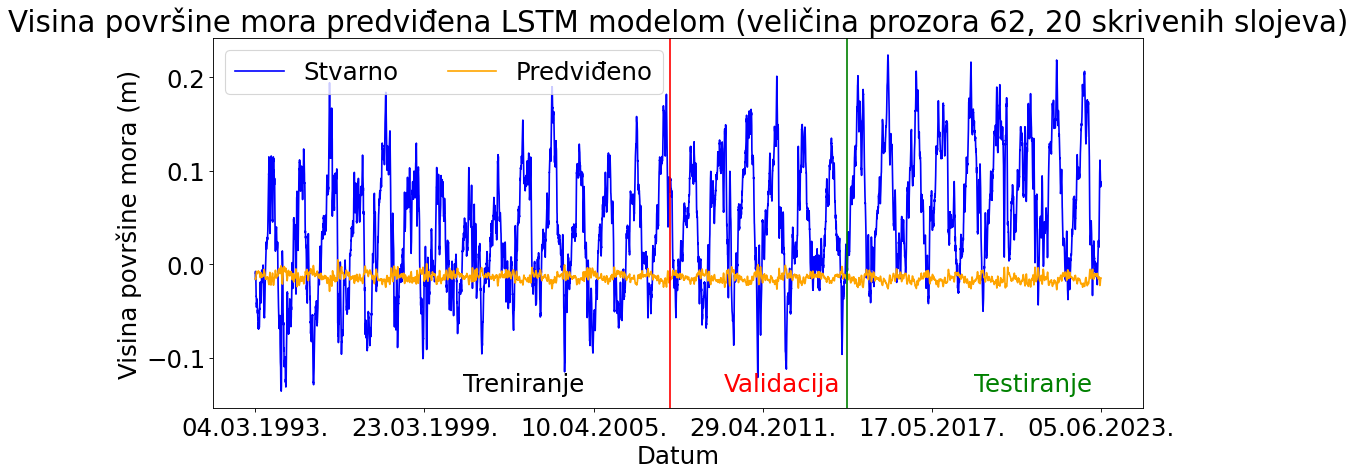 Visina površine mora predviđena LSTM modelom (veličina prozora 62, 20 skrivenih slojeva)
Stvarno Predviđeno
Visina površine mora (m)
0.2
0.1
0.0
−0.1
Treniranje Validacija Testiranje
04.03.1993. 23.03.1999. 10.04.2005. 29.04.2011. 17.05.2017. 05.06.2023.
Datum